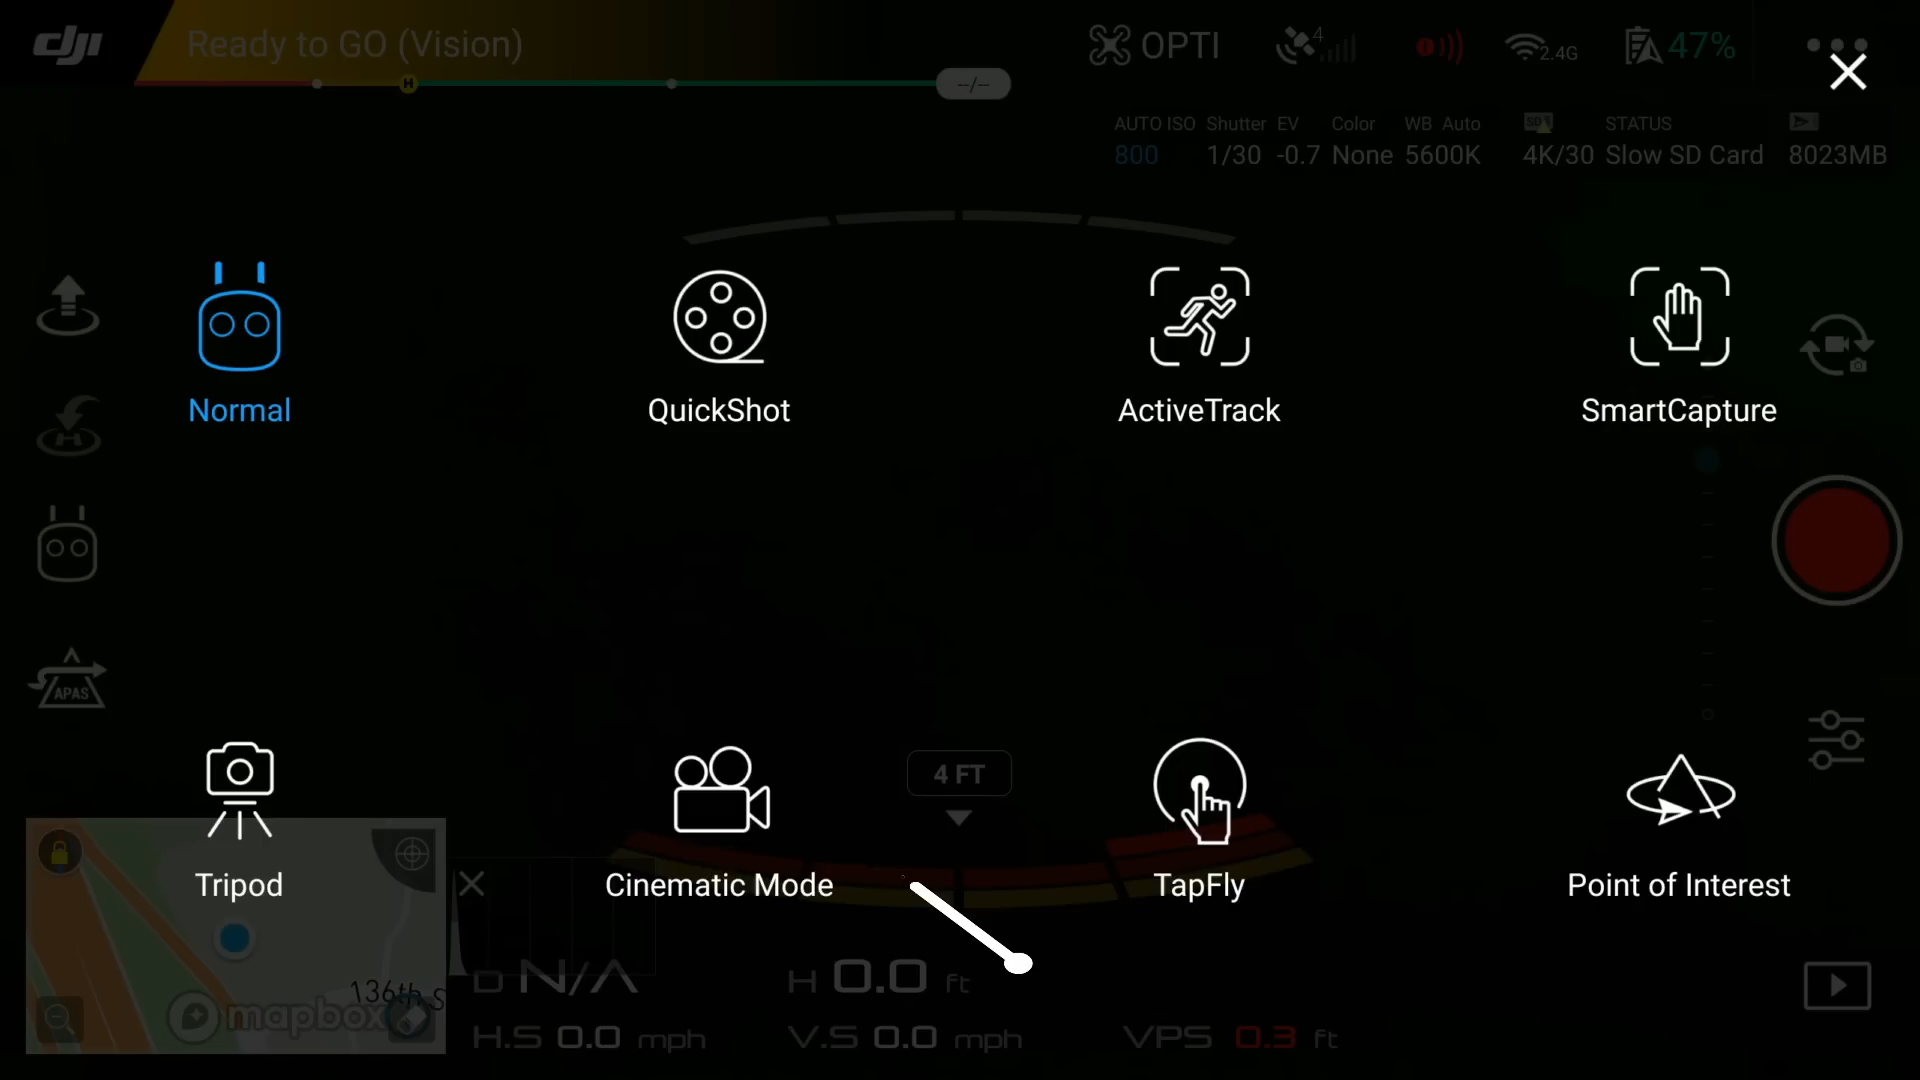 dji
Ready to GO (Vision)
H
--/--
OPTI
4
2.4G
47%
AUTO ISO Shutter EV Color WB Auto SD STATUS
800 1/30 -0.7 None 5600K 4K/30 Slow SD Card 8023MB
Normal
QuickShot
ActiveTrack
SmartCapture
H
APAS
4 FT
Tripod
Cinematic Mode
TapFly
Point of Interest
136th S
mapbox
D N/A
H 0.0 ft
H.S 0.0 mph
V.S 0.0 mph
VPS 0.3 ft